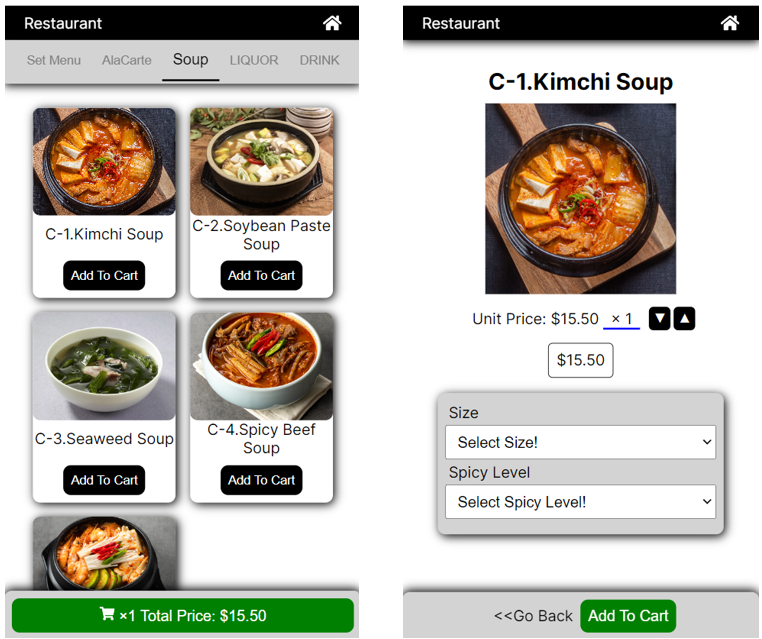 Restaurant
Set Menu AlaCarte Soup LIQUOR DRINK
C-1.Kimchi Soup
Add To Cart
C-2.Soybean Paste
Soup
Add To Cart
C-3.Seaweed Soup
Add To Cart
C-4.Spicy Beef
Soup
Add To Cart
×1 Total Price: $15.50
Restaurant
C-1.Kimchi Soup
Unit Price: $15.50 × 1 ▼ ▲
$15.50
Size
Select Size!
Spicy Level
Select Spicy Level!
<<Go Back Add To Cart